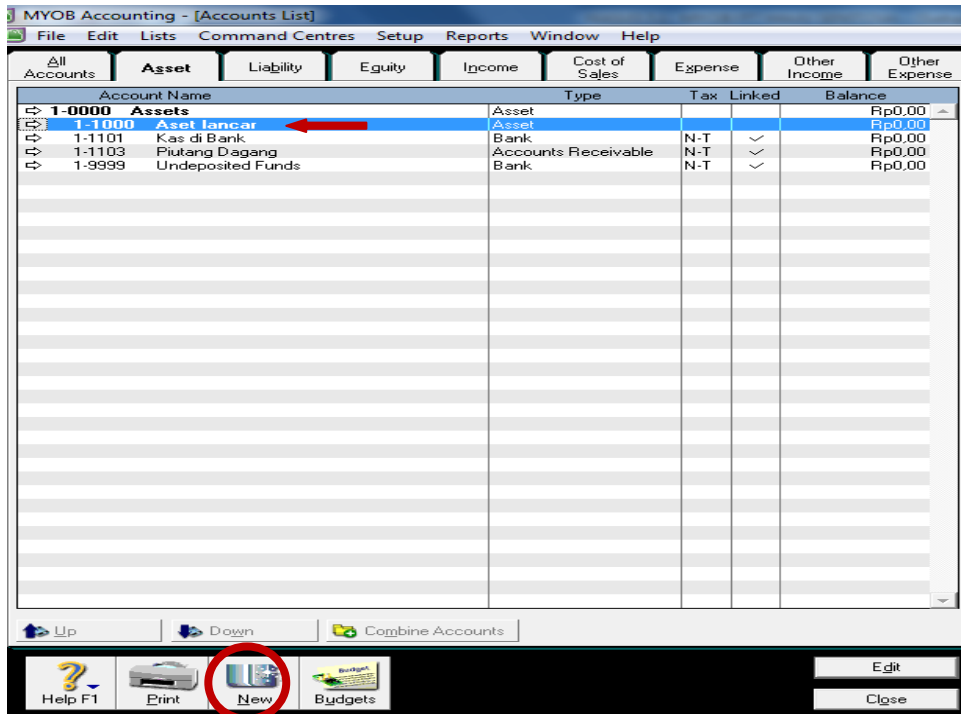 MYOB Accounting - [Accounts List]
File Edit Lists Command Centres Setup Reports Window Help
All Accounts Asset Liability Equity Income Cost of Sales Expense Other Income Other Expense
Account Name Type Tax Linked Balance
1-0000 Assets Asset Rp0,00
1-1000 Aset lancar Asset Rp0,00
1-1101 Kas di Bank Bank N-T Rp0,00
1-1103 Piutang Dagang Accounts Receivable N-T Rp0,00
1-9999 Undeposited Funds Bank N-T Rp0,00
Up Down Combine Accounts
Budget
Help F1 Print New Budgets
Edit
Close